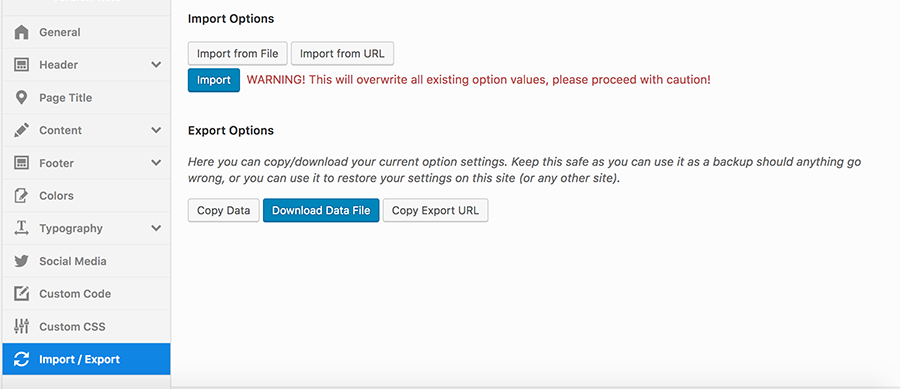 General
Header
Page Title
Content
Footer
Colors
Typography
Social Media
Custom Code
Custom CSS
Import / Export
Import Options
Import from File
Import from URL
Import
WARNING! This will overwrite all existing option values, please proceed with caution!
Export Options
Here you can copy/download your current option settings. Keep this safe as you can use it as a backup should anything go
wrong, or you can use it to restore your settings on this site (or any other site).
Copy Data
Download Data File
Copy Export URL